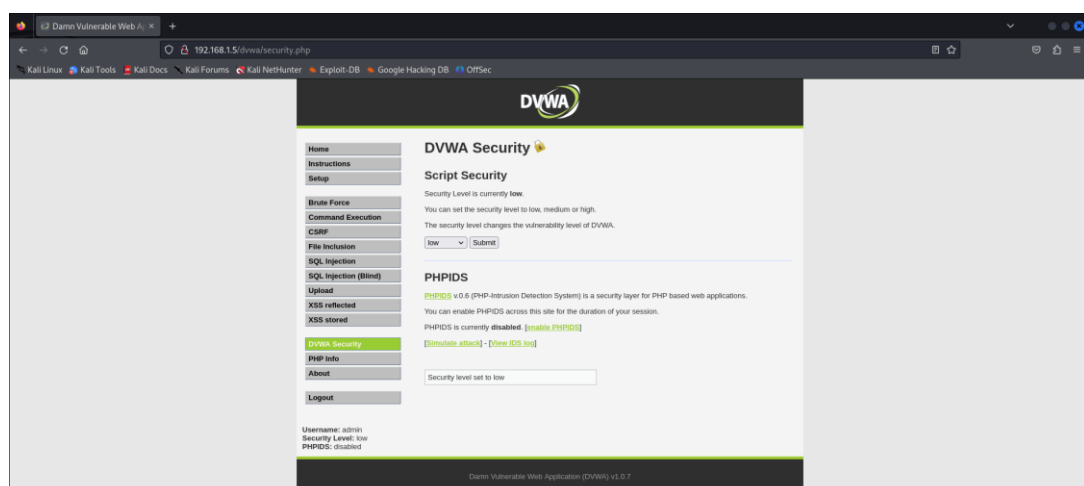 Damn Vulnerable Web Ap
192.168.1.5/dvwa/security.php
Kali Linux Kali Tools Kali Docs Kali Forums Kali NetHunter Exploit-DB Google Hacking DB OffSec
DVWA
Home
Instructions
Setup
Brute Force
Command Execution
CSRF
File Inclusion
SQL Injection
SQL Injection (Blind)
Upload
XSS reflected
XSS stored
DVWA Security
PHP Info
About
Logout
Username: admin
Security Level: low
PHPIDS: disabled
DVWA Security
Script Security
Security Level is currently low.
You can set the security level to low, medium or high.
The security level changes the vulnerability level of DVWA.
low Submit
PHPIDS
PHPIDS v.0.6 (PHP-Intrusion Detection System) is a security layer for PHP based web applications.
You can enable PHPIDS across this site for the duration of your session.
PHPIDS is currently disabled. [enable PHPIDS]
[Simulate attack] - [View IDS log]
Security level set to low
Damn Vulnerable Web Application (DVWA) v1.0.7